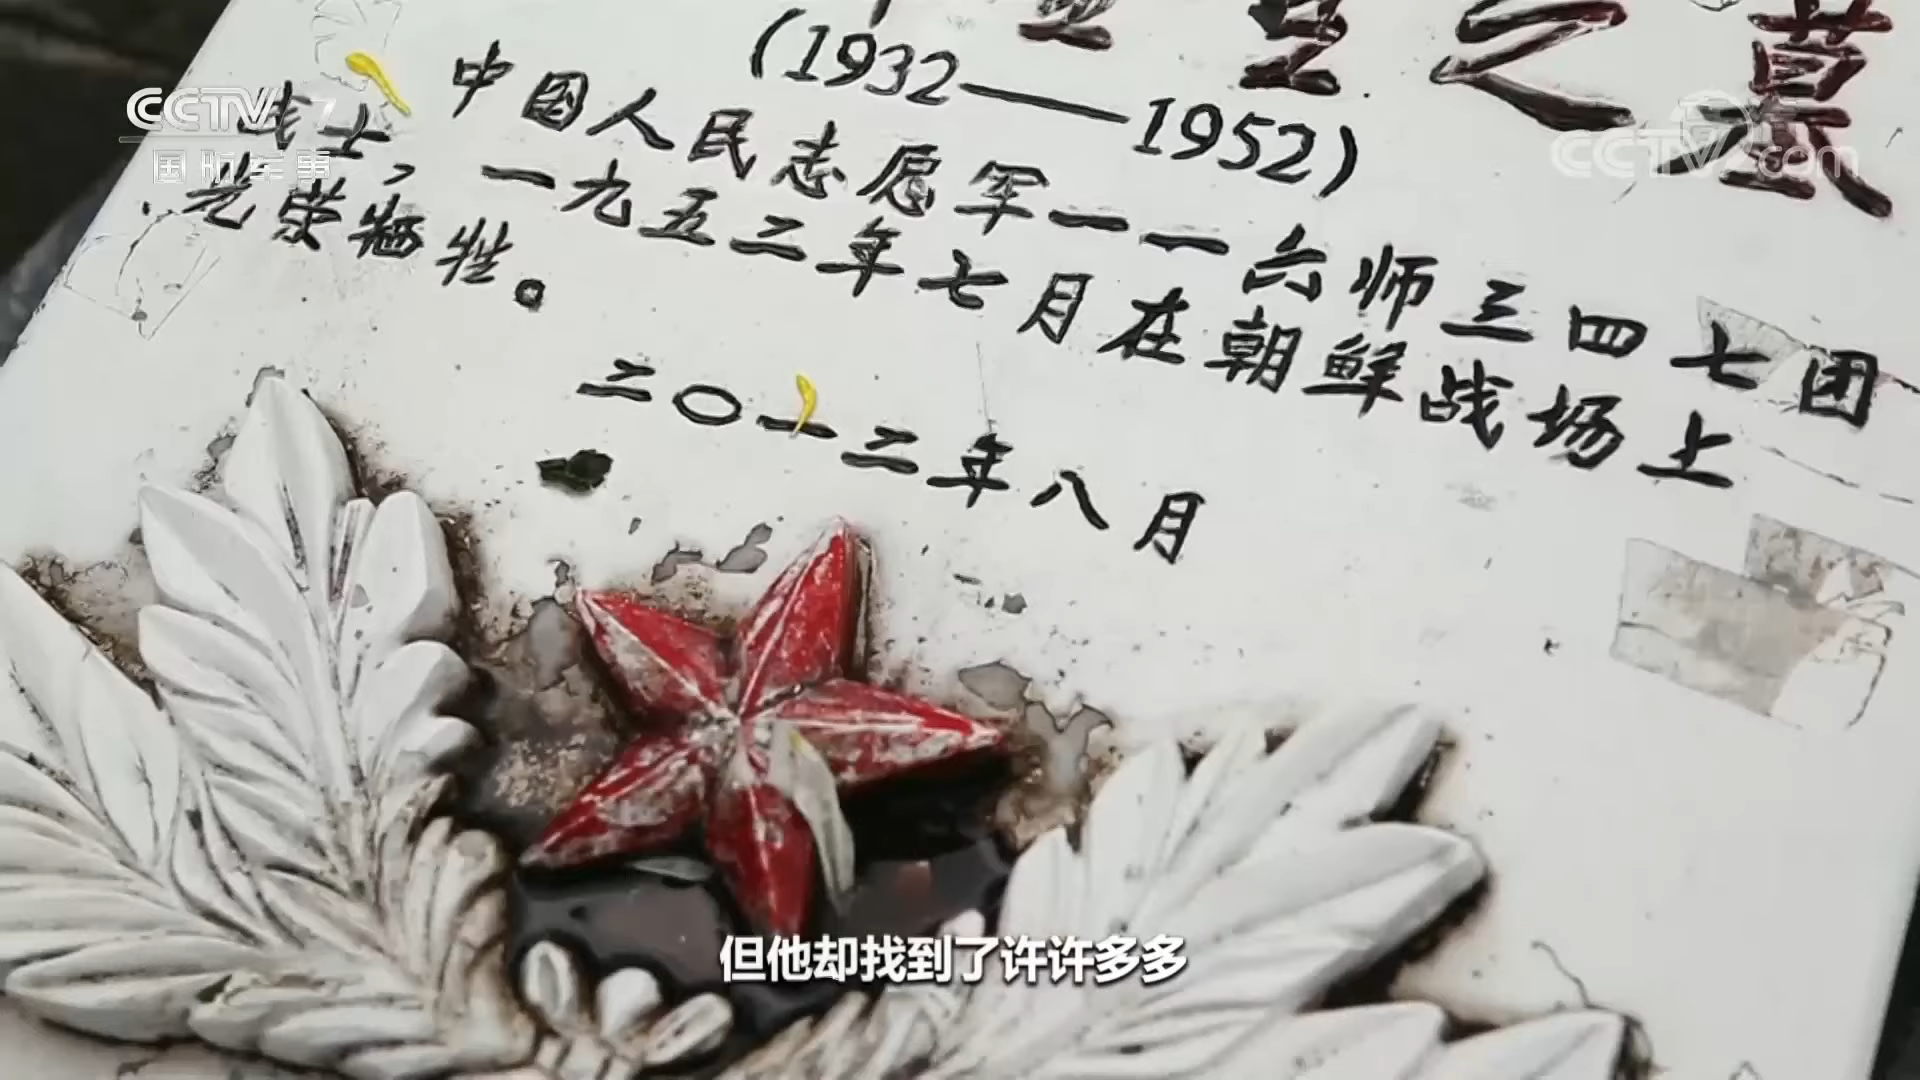 之墓
(1932——1952)
中国人民志愿军一一六师三四七团
战士，一九五二年七月在朝鲜战场上
光荣牺牲。
二〇一二年八月
CCTV 7
国防军事
CCTV.com
但他却找到了许许多多